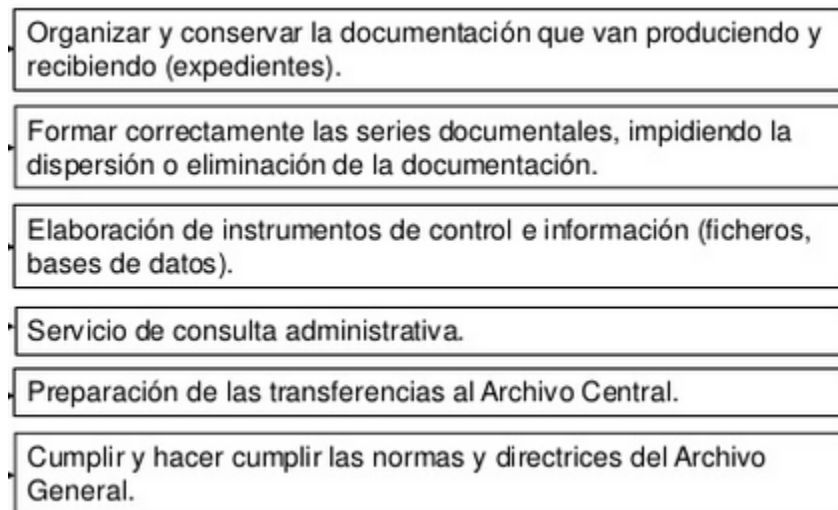 Organizar y conservar la documentación que van produciendo y
recibiendo (expedientes).
Formar correctamente las series documentales, impidiendo la
dispersión o eliminación de la documentación.
Elaboración de instrumentos de control e información (ficheros,
bases de datos).
Servicio de consulta administrativa.
Preparación de las transferencias al Archivo Central.
Cumplir y hacer cumplir las normas y directrices del Archivo
General.